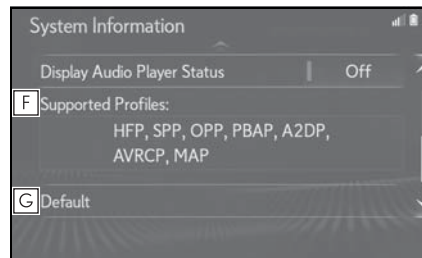 System Information
Display Audio Player Status Off
F Supported Profiles:
HFP, SPP, OPP, PBAP, A2DP,
AVRCP, MAP
G Default